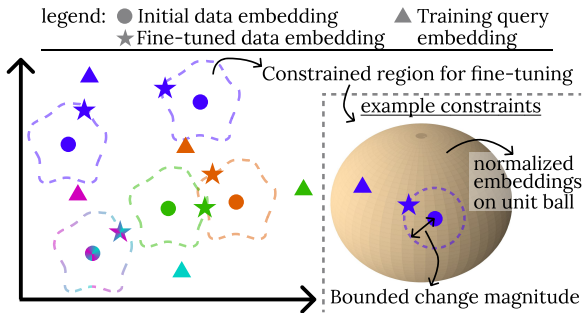 legend: Initial data embedding Training query
Fine-tuned data embedding embedding
Constrained region for fine-tuning
example constraints
normalized
embeddings
on unit ball
Bounded change magnitude